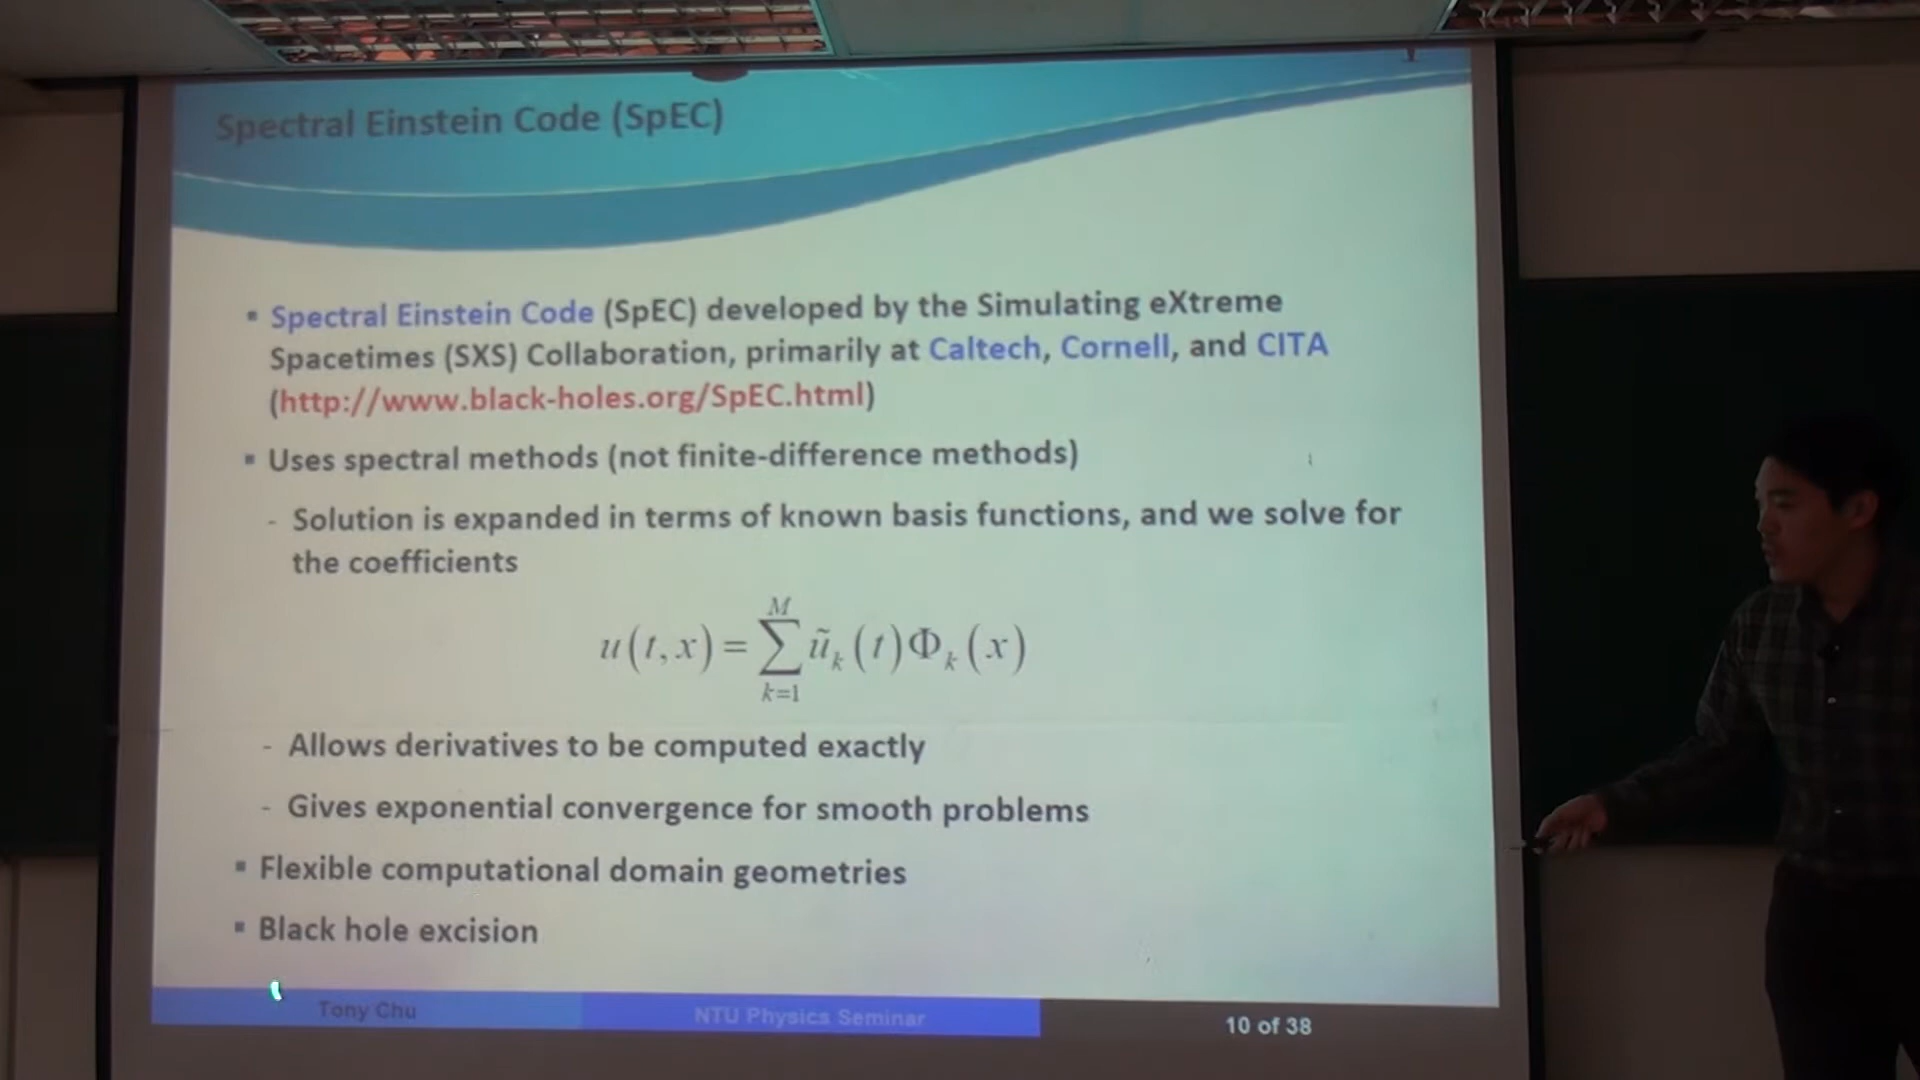 Spectral Einstein Code (SpEC)
▪ Spectral Einstein Code (SpEC) developed by the Simulating eXtreme
Spacetimes (SXS) Collaboration, primarily at Caltech, Cornell, and CITA
(http://www.black-holes.org/SpEC.html)
▪ Uses spectral methods (not finite-difference methods)
- Solution is expanded in terms of known basis functions, and we solve for
the coefficients
u(t,x) = ∑_{k=1}^{M} ũ_k(t)Φ_k(x)
- Allows derivatives to be computed exactly
- Gives exponential convergence for smooth problems
▪ Flexible computational domain geometries
▪ Black hole excision
Tony Chu NTU Physics Seminar 10 of 38